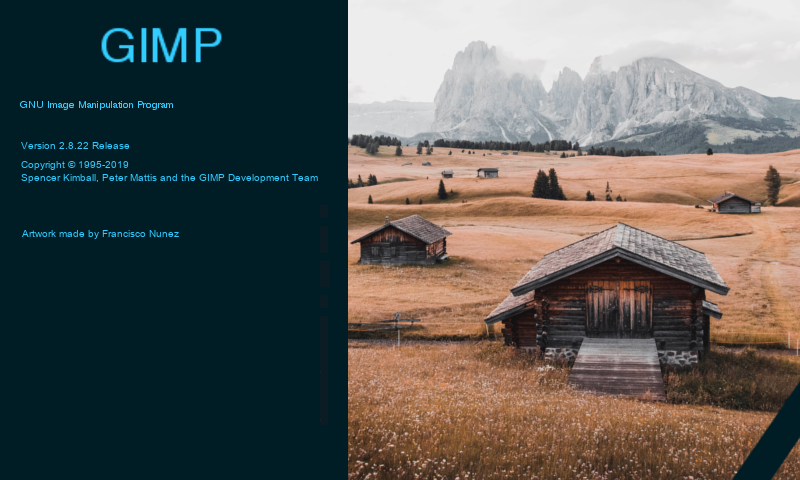 GIMP
GNU Image Manipulation Program
Version 2.8.22 Release
Copyright © 1995-2019
Spencer Kimball, Peter Mattis and the GIMP Development Team
Artwork made by Francisco Nunez